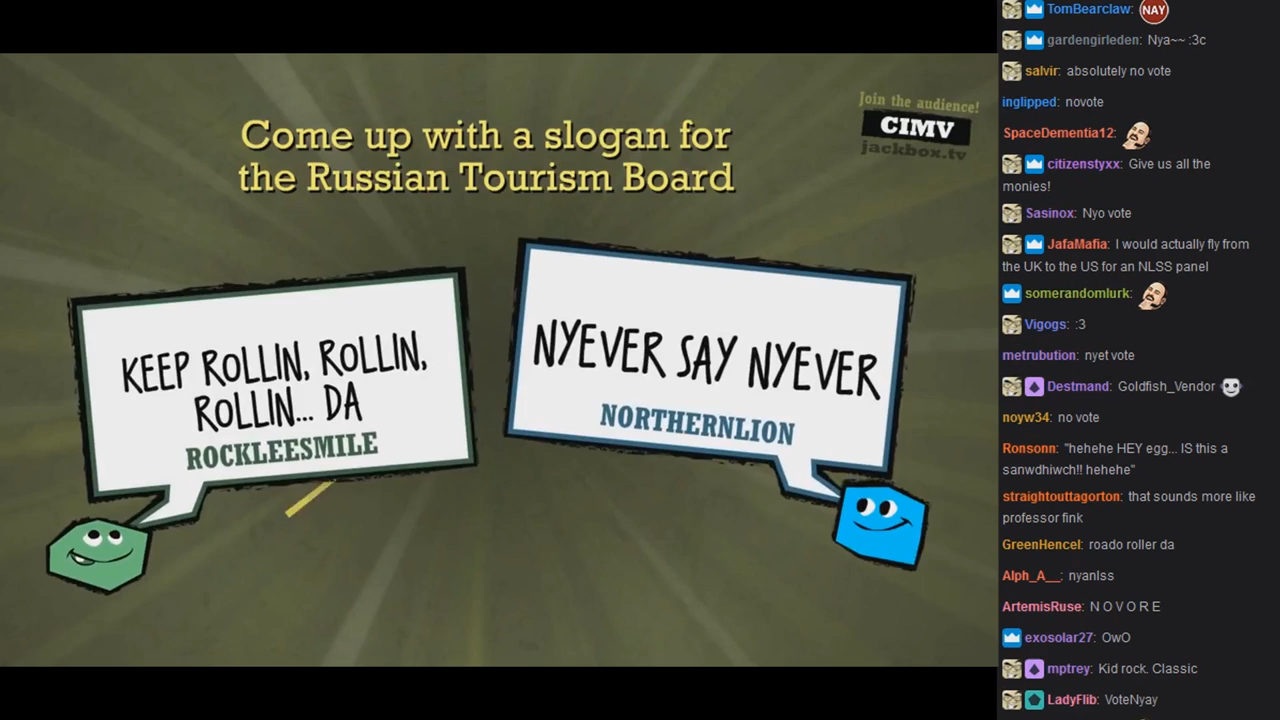 Come up with a slogan for
the Russian Tourism Board
Join the audience!
CIMV
jackbox.tv
KEEP ROLLIN, ROLLIN,
ROLLIN... DA
ROCKLEESMILE
NYEVER SAY NYEVER
NORTHERNLION
TomBearclaw: NAY
gardengirleden: Nya~~ :3c
salvir: absolutely no vote
inglipped: novote
SpaceDementia12:
citizenstyxx: Give us all the
monies!
Sasinox: Nyo vote
JafaMafia: I would actually fly from
the UK to the US for an NLSS panel
somerandomlurk:
Vigogs: :3
metrubution: nyet vote
Destmand: Goldfish_Vendor
noyw34: no vote
Ronsonn: "hehehe HEY egg... IS this a
sanwdhiwch!! hehehe"
straightouttagorton: that sounds more like
professor fink
GreenHencel: roado roller da
Alph_A__: nyanlss
ArtemisRuse: N O V O R E
exosolar27: OwO
mptrey: Kid rock. Classic
LadyFlib: VoteNyay